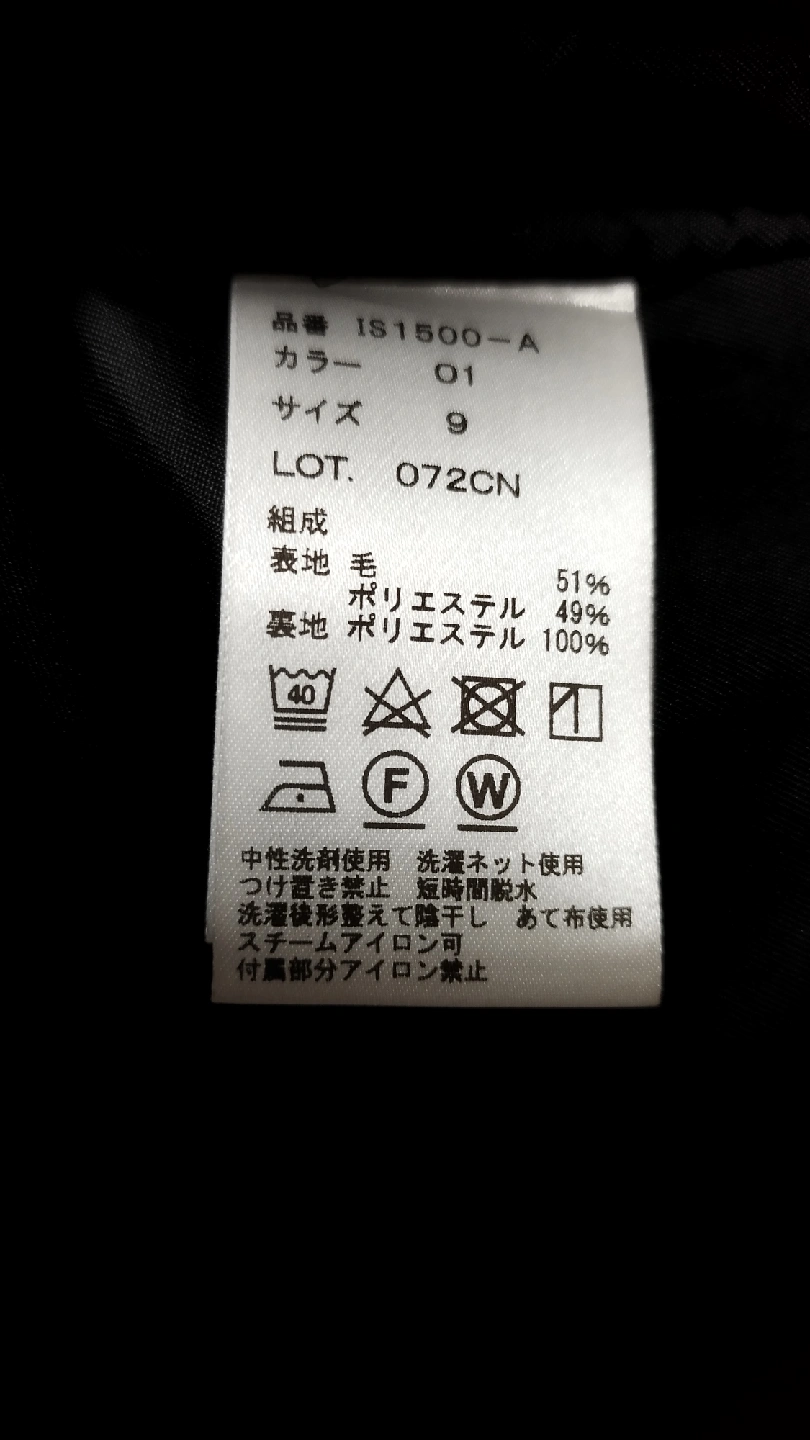 品番 IS1500-A
カラー 01
サイズ 9
LOT. 072CN
組成
表地 毛 51%
ポリエステル 49%
裏地 ポリエステル 100%
40
F W
中性洗剤使用 洗濯ネット使用
つけ置き禁止 短時間脱水
洗濯後形整えて陰干し あて布使用
スチームアイロン可
付属部分アイロン禁止